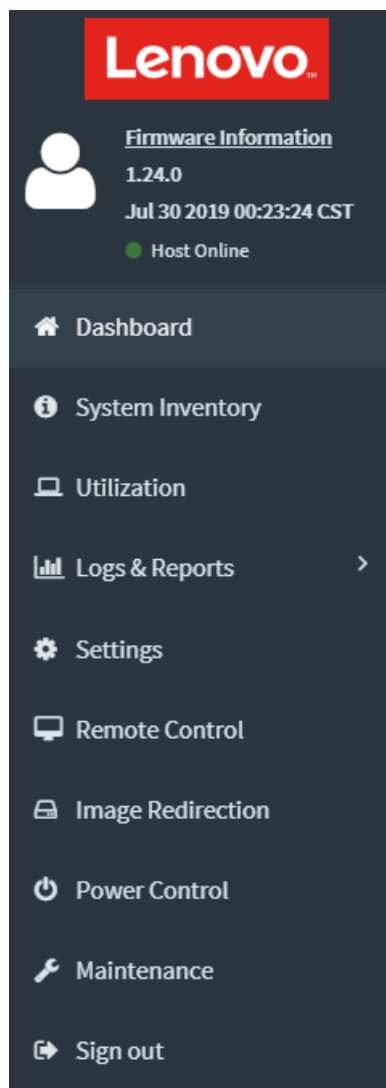 Lenovo™
Firmware Information
1.24.0
Jul 30 2019 00:23:24 CST
Host Online
Dashboard
System Inventory
Utilization
Logs & Reports
Settings
Remote Control
Image Redirection
Power Control
Maintenance
Sign out